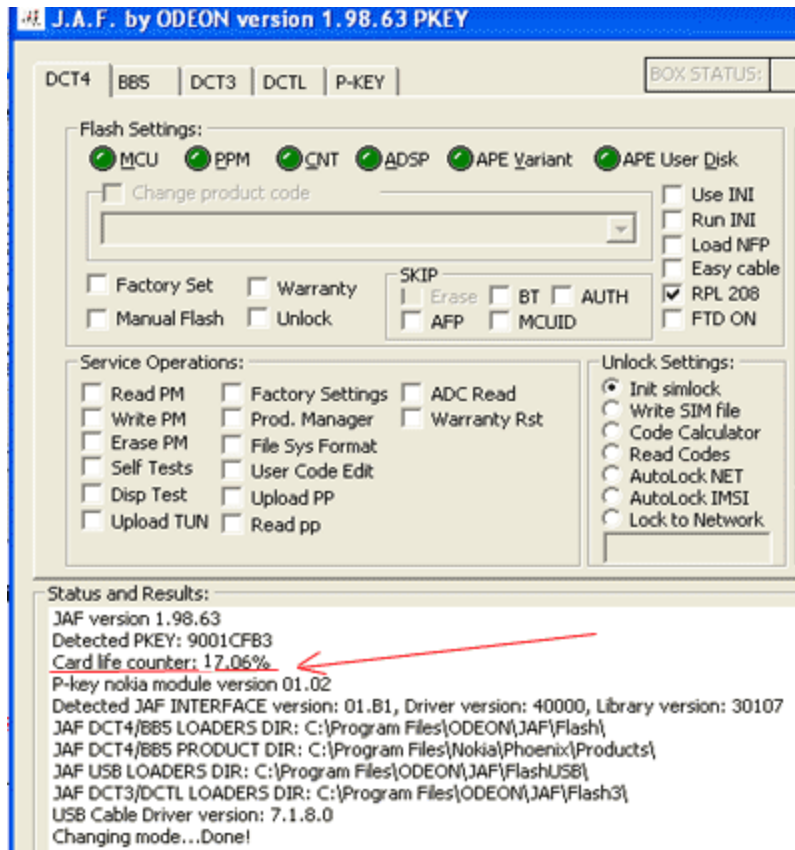 J.A.F. by ODEON version 1.98.63 PKEY
DCT4 BB5 DCT3 DCTL P-KEY
BOX STATUS:
Flash Settings:
MCU PPM CNT ADSP APE Variant APE User Disk
Change product code
Use INI
Run INI
Load NFP
Easy cable
RPL 208
FTD ON
Factory Set Warranty
Manual Flash Unlock
SKIP
Erase BT AUTH
AFP MCUID
Service Operations:
Read PM Factory Settings ADC Read
Write PM Prod. Manager Warranty Rst
Erase PM File Sys Format
Self Tests User Code Edit
Disp Test Upload PP
Upload TUN Read pp
Unlock Settings:
Init simlock
Write SIM file
Code Calculator
Read Codes
AutoLock NET
AutoLock IMSI
Lock to Network
Status and Results:
JAF version 1.98.63
Detected PKEY: 9001CFB3
Card life counter: 17.06%
P-key nokia module version 01.02
Detected JAF INTERFACE version: 01.B1, Driver version: 40000, Library version: 30107
JAF DCT4/BB5 LOADERS DIR: C:\Program Files\ODEON\JAF\Flash\
JAF DCT4/BB5 PRODUCT DIR: C:\Program Files\Nokia\Phoenix\Products\
JAF USB LOADERS DIR: C:\Program Files\ODEON\JAF\FlashUSB\
JAF DCT3/DCTL LOADERS DIR: C:\Program Files\ODEON\JAF\Flash3\
USB Cable Driver version: 7.1.8.0
Changing mode...Done!